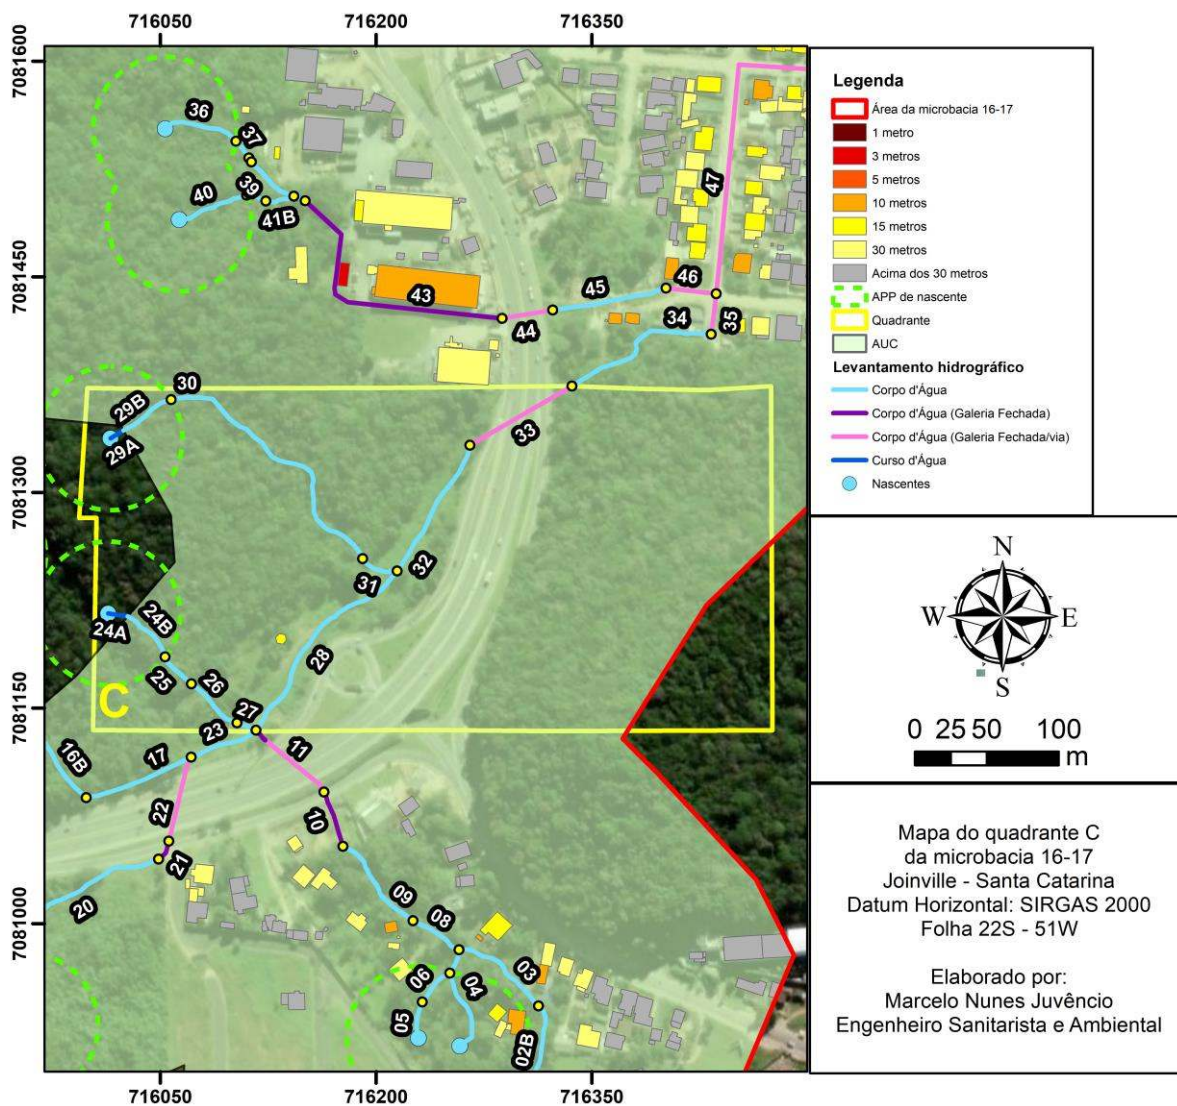 716050 716200 716350
7081600
7081450
7081300
7081150
7081000
36
37
40
39
41B
43
44
45
46
47
34
35
30
29B
29A
33
31
32
24B
24A
28
25
26
C
27
23
11
16B
17
22
10
21
20
09
08
03
06
04
05
02B
716050 716200 716350
Legenda
Área da microbacia 16-17
1 metro
3 metros
5 metros
10 metros
15 metros
30 metros
Acima dos 30 metros
APP de nascente
Quadrante
AUC
Levantamento hidrográfico
Corpo d'Água
Corpo d'Água (Galeria Fechada)
Corpo d'Água (Galeria Fechada/via)
Curso d'Água
Nascentes
N
W E
S
0 25 50 100
m
Mapa do quadrante C
da microbacia 16-17
Joinville - Santa Catarina
Datum Horizontal: SIRGAS 2000
Folha 22S - 51W
Elaborado por:
Marcelo Nunes Juvêncio
Engenheiro Sanitarista e Ambiental